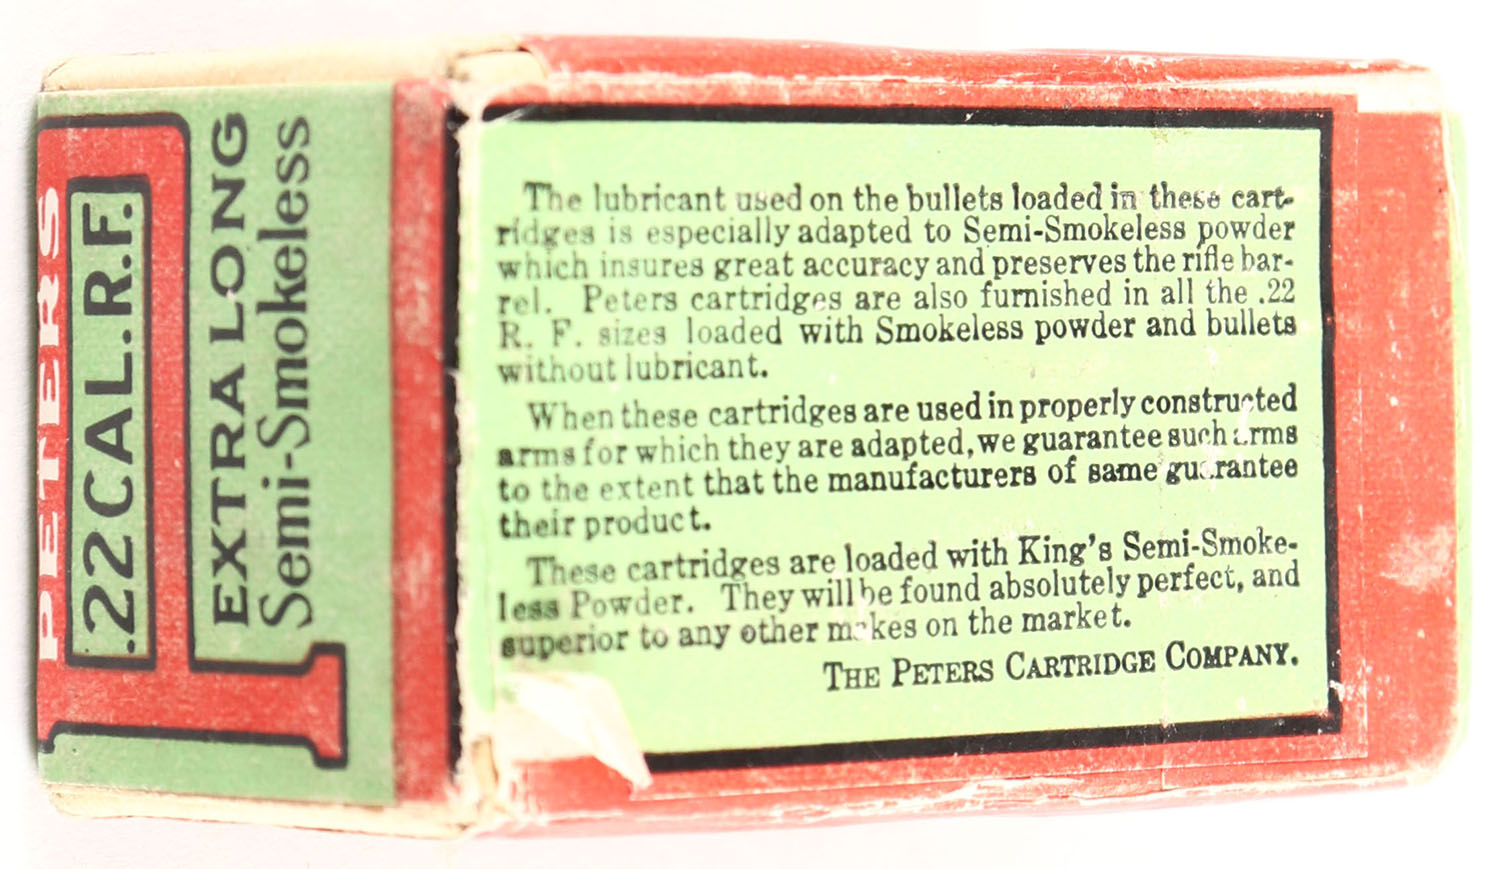 PETERS
.22 CAL. R.F.
EXTRA LONG
Semi-Smokeless
The lubricant used on the bullets loaded in these cart-
ridges is especially adapted to Semi-Smokeless powder
which insures great accuracy and preserves the rifle bar-
rel. Peters cartridges are also furnished in all the .22
R. F. sizes loaded with Smokeless powder and bullets
without lubricant.
When these cartridges are used in properly constructed
arms for which they are adapted, we guarantee such arms
to the extent that the manufacturers of same guarantee
their product.
These cartridges are loaded with King's Semi-Smoke-
less Powder. They will be found absolutely perfect, and
superior to any other makes on the market.
THE PETERS CARTRIDGE COMPANY.